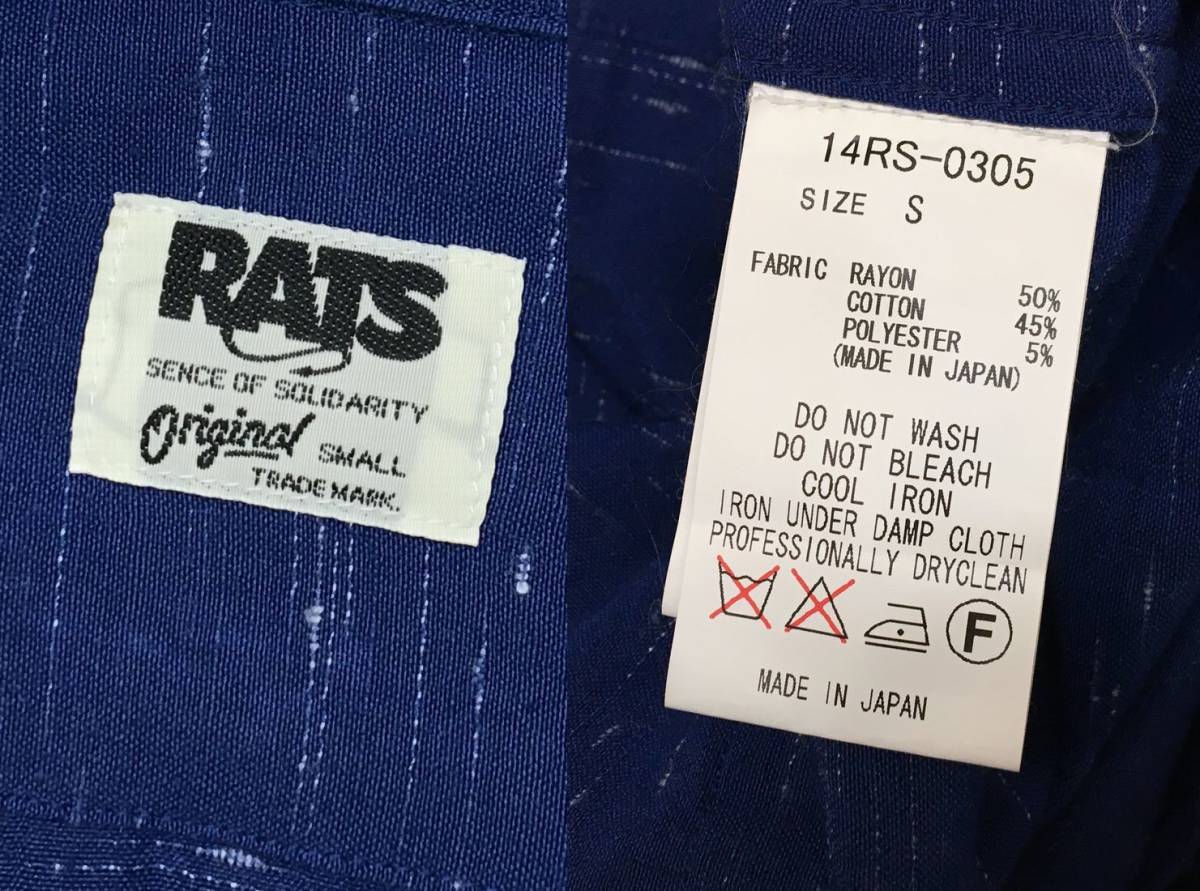 RATS
SENCE OF SOLIDARITY
Original SMALL
TRADE MARK.
14RS-0305
SIZE S
FABRIC RAYON 50%
COTTON 45%
POLYESTER 5%
(MADE IN JAPAN)
DO NOT WASH
DO NOT BLEACH
COOL IRON
IRON UNDER DAMP CLOTH
PROFESSIONALLY DRYCLEAN
F
MADE IN JAPAN